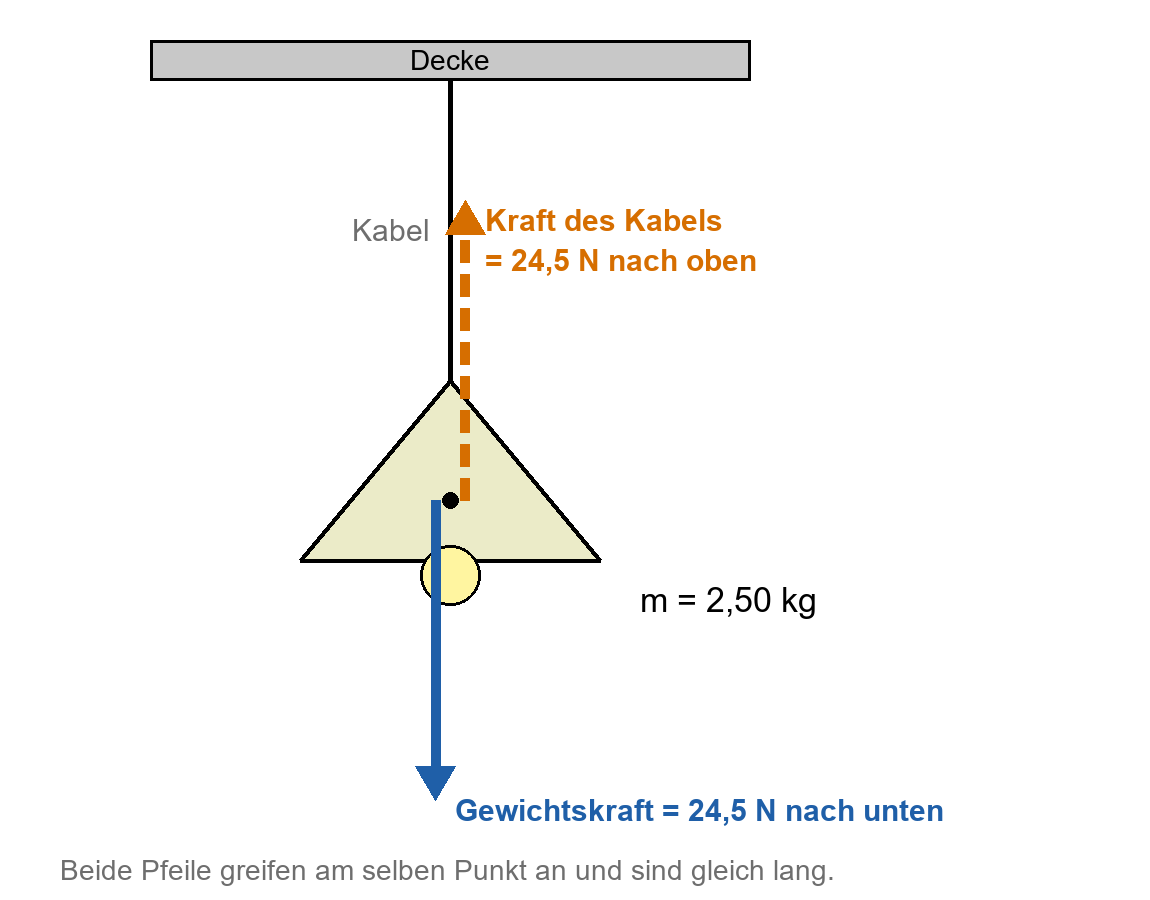 Decke
Kabel
Kraft des Kabels
= 24,5 N nach oben
m = 2,50 kg
Gewichtskraft = 24,5 N nach unten
Beide Pfeile greifen am selben Punkt an und sind gleich lang.